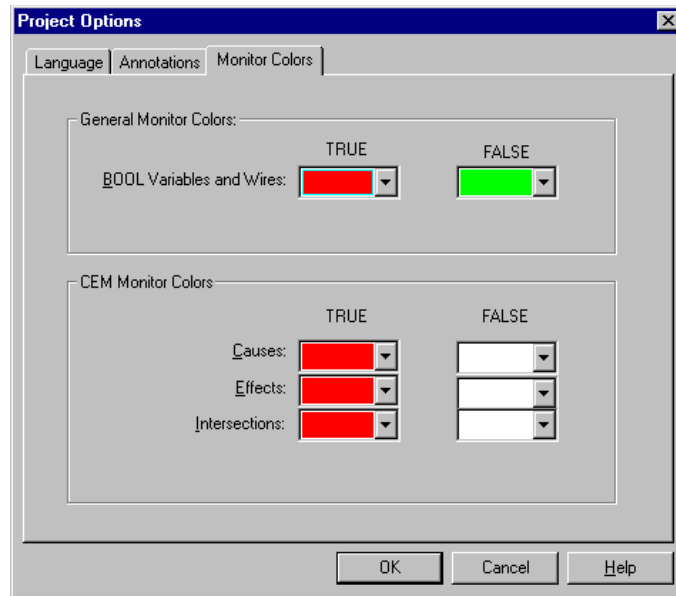 Project Options
Language Annotations Monitor Colors
General Monitor Colors:
TRUE FALSE
BOOL Variables and Wires:
CEM Monitor Colors
TRUE FALSE
Causes:
Effects:
Intersections:
OK Cancel Help